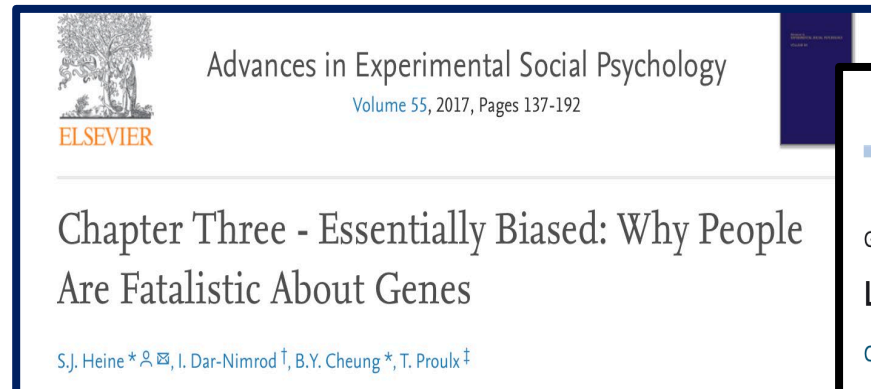 Advances in Experimental Social Psychology
Volume 55, 2017, Pages 137-192
ELSEVIER
Chapter Three - Essentially Biased: Why People
Are Fatalistic About Genes
S.J. Heine *, I. Dar-Nimrod †, B.Y. Cheung *, T. Proulx ‡